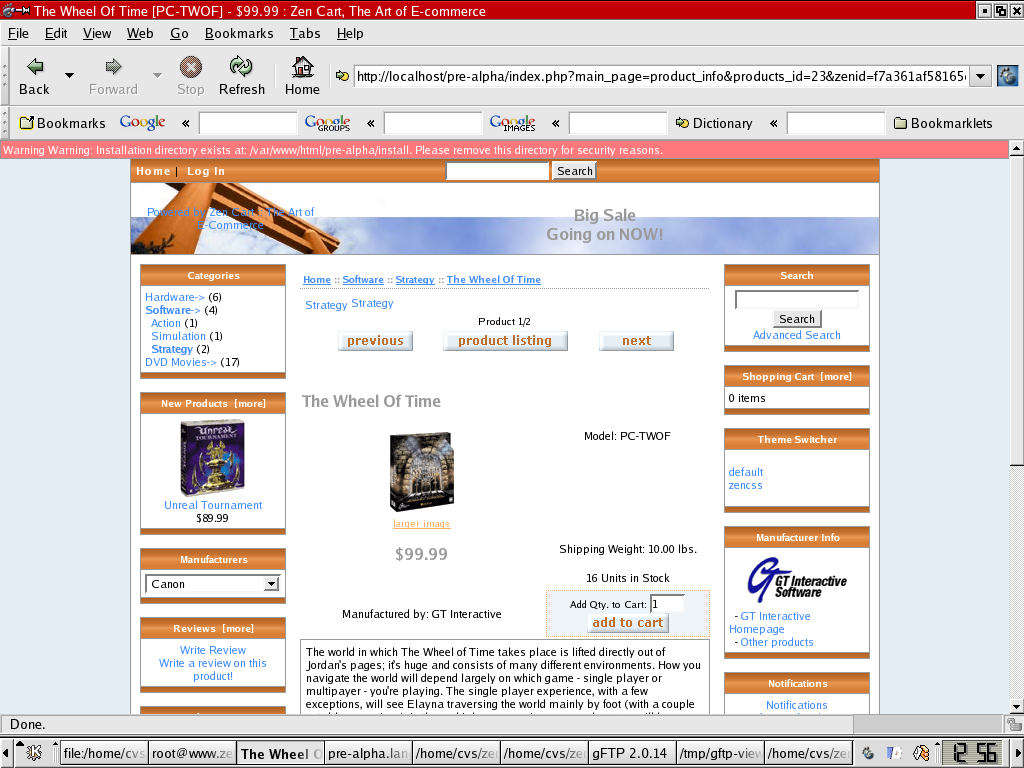 The Wheel Of Time [PC-TWOF] - $99.99 : Zen Cart, The Art of E-commerce
File Edit View Web Go Bookmarks Tabs Help
Back Forward Stop Refresh Home http://localhost/pre-alpha/index.php?main_page=product_info&products_id=23&zenid=f7a361af58165
Bookmarks Google « Google GROUPS « Google IMAGES « Dictionary « Bookmarklets
Warning Warning: Installation directory exists at: /var/www/html/pre-alpha/install. Please remove this directory for security reasons.
Home | Log In Search
Powered by Zen Cart :: The Art of
E-Commerce
Big Sale
Going on NOW!
Categories
Hardware-> (6)
Software-> (4)
Action (1)
Simulation (1)
Strategy (2)
DVD Movies-> (17)
New Products [more]
Unreal
TOURNAMENT
Unreal Tournament
$89.99
Manufacturers
Canon
Reviews [more]
Write Review
Write a review on this
product!
Home :: Software :: Strategy :: The Wheel Of Time
Strategy Strategy
Product 1/2
previous product listing next
The Wheel Of Time
Model: PC-TWOF
larger image
$99.99
Shipping Weight: 10.00 lbs.
16 Units in Stock
Add Qty. to Cart: 1
add to cart
Manufactured by: GT Interactive
The world in which The Wheel of Time takes place is lifted directly out of
Jordan's pages; it's huge and consists of many different environments. How you
navigate the world will depend largely on which game - single player or
multipayer - you're playing. The single player experience, with a few
exceptions, will see Elayna traversing the world mainly by foot (with a couple
Search
Search
Advanced Search
Shopping Cart [more]
0 items
Theme Switcher
default
zencss
Manufacturer Info
GT Interactive
Software
- GT Interactive
Homepage
- Other products
Notifications
Notifications
Done.
file:/home/cvs root@www.ze The Wheel O pre-alpha.lan /home/cvs/zen /home/cvs/zen gFTP 2.0.14 /tmp/gftp-view /home/cvs/zen 12 56